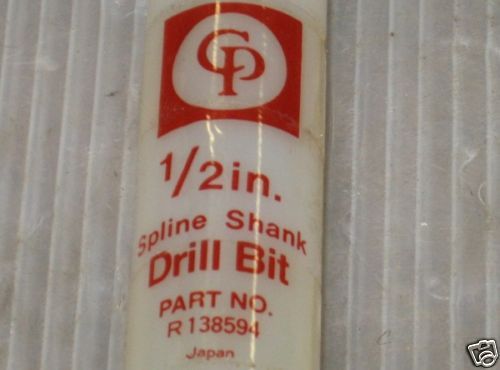 CP
1/2in.
Spline Shank
Drill Bit
PART NO.
R138594
Japan